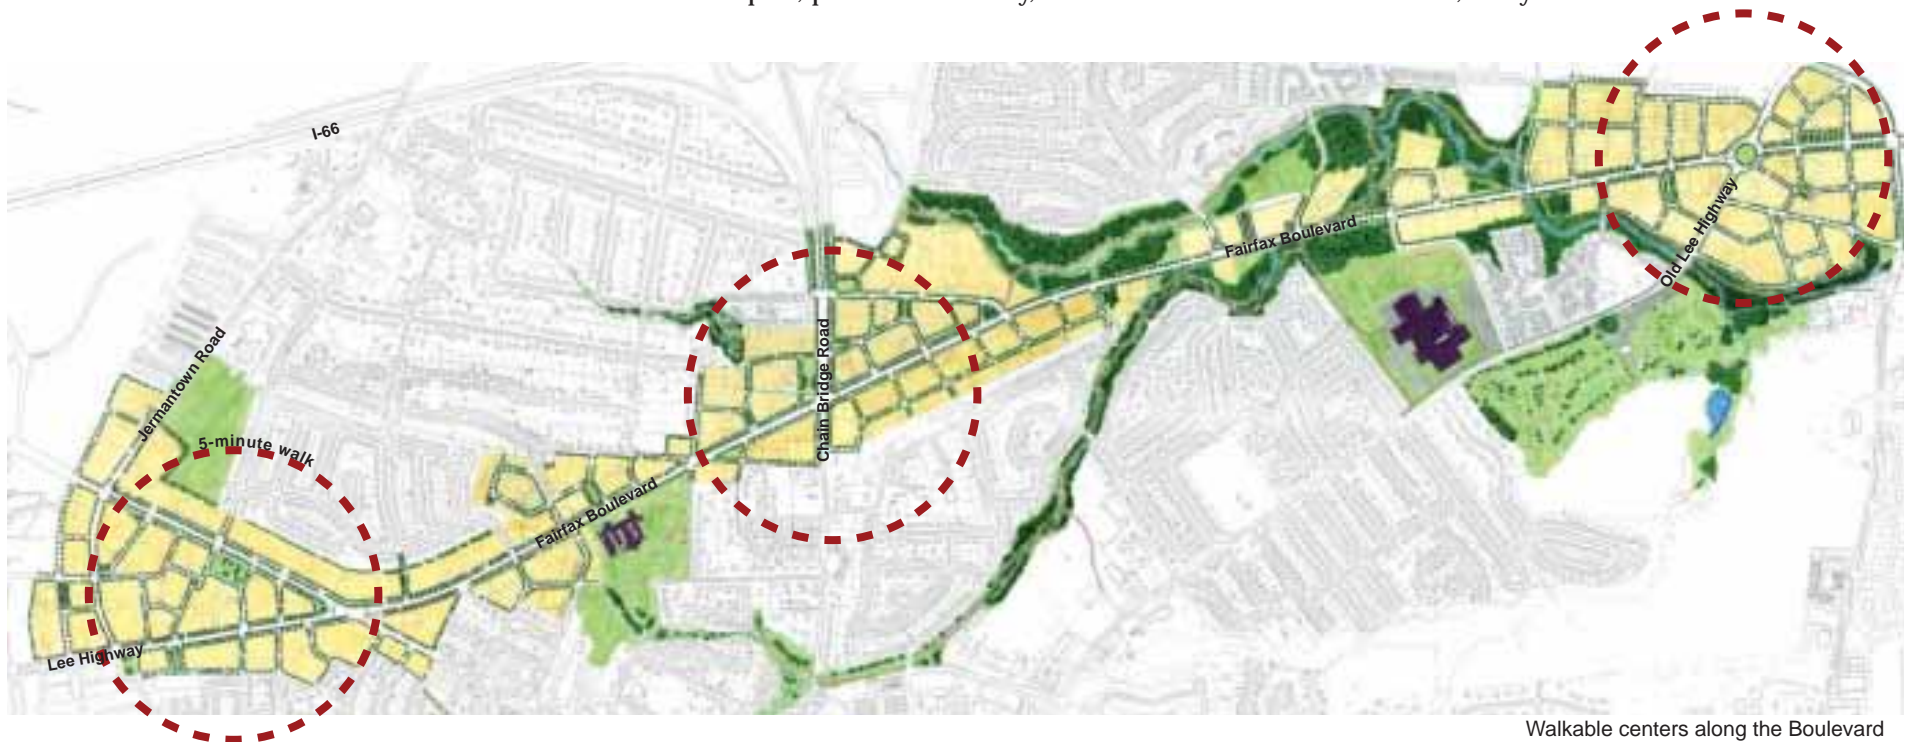 I-66
Fairfax Boulevard
Old Lee Highway
Chain Bridge Road
Jermantown Road
5-minute walk
Fairfax Boulevard
Lee Highway
Walkable centers along the Boulevard